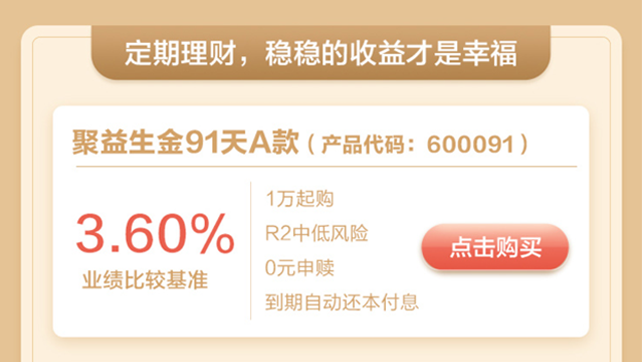 定期理财，稳稳的收益才是幸福
聚益生金91天A款（产品代码：600091）
3.60%
业绩比较基准
1万起购
R2中低风险
0元申赎
到期自动还本付息
点击购买